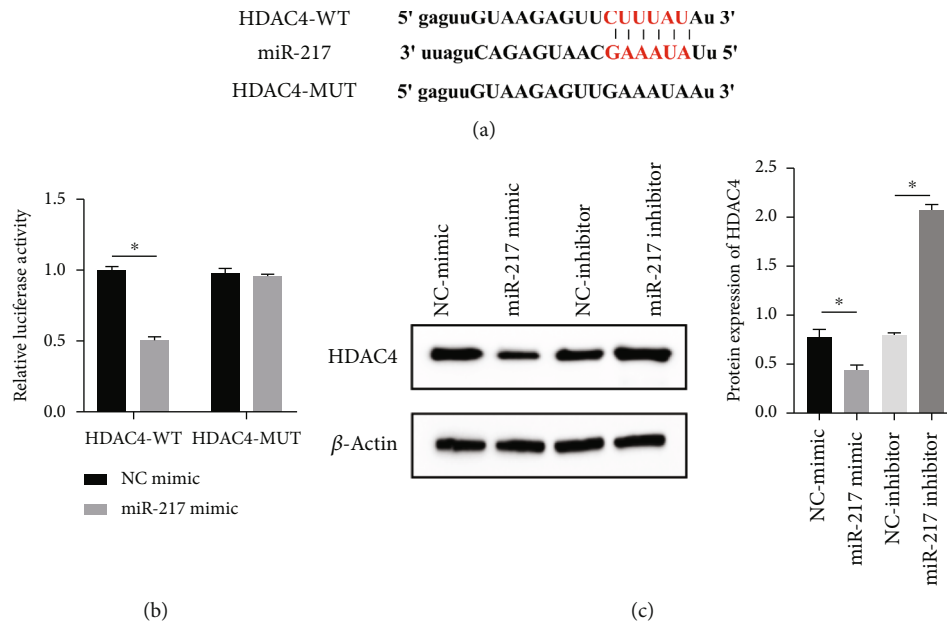 HDAC4-WT 5' gaguuGUAAGAGUUCUUUAUAu 3'
miR-217 3' uuaguCAGAGUAACGAAAUAUu 5'
HDAC4-MUT 5' gaguuGUAAGAGUUGAAAUAAu 3'
(a)
Relative luciferase activity
1.5
1.0
0.5
0.0
*
HDAC4-WT HDAC4-MUT
NC mimic
miR-217 mimic
(b)
NC-mimic
miR-217 mimic
NC-inhibitor
miR-217 inhibitor
HDAC4
β-Actin
Protein expression of HDAC4
2.5
2.0
1.5
1.0
0.5
0.0
*
*
NC-mimic
miR-217 mimic
NC-inhibitor
miR-217 inhibitor
(c)